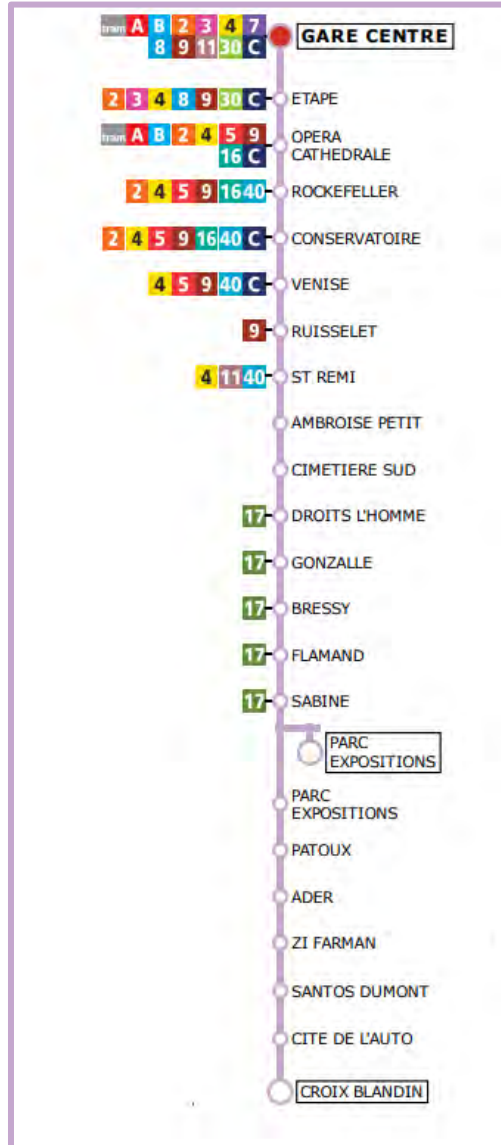 tram A B 2 3 4 7
8 9 11 30 C
GARE CENTRE
2 3 4 8 9 30 C
ETAPE
tram A B 2 4 5 9
16 C
OPERA
CATHEDRALE
2 4 5 9 16 40
ROCKEFELLER
2 4 5 9 16 40 C
CONSERVATOIRE
4 5 9 40 C
VENISE
9
RUISSELET
4 11 40
ST REMI
AMBROISE PETIT
CIMETIERE SUD
17
DROITS L'HOMME
17
GONZALLE
17
BRESSY
17
FLAMAND
17
SABINE
PARC
EXPOSITIONS
PARC
EXPOSITIONS
PATOUX
ADER
ZI FARMAN
SANTOS DUMONT
CITE DE L'AUTO
CROIX BLANDIN